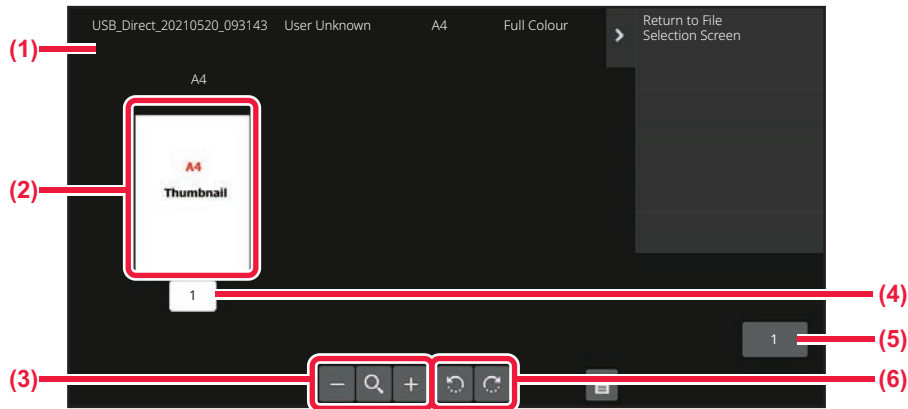 USB_Direct_20210520_093143 User Unknown A4 Full Colour
Return to File
Selection Screen
(1)
A4
A4
Thumbnail
(2)
1
(4)
1
(5)
(3)
(6)